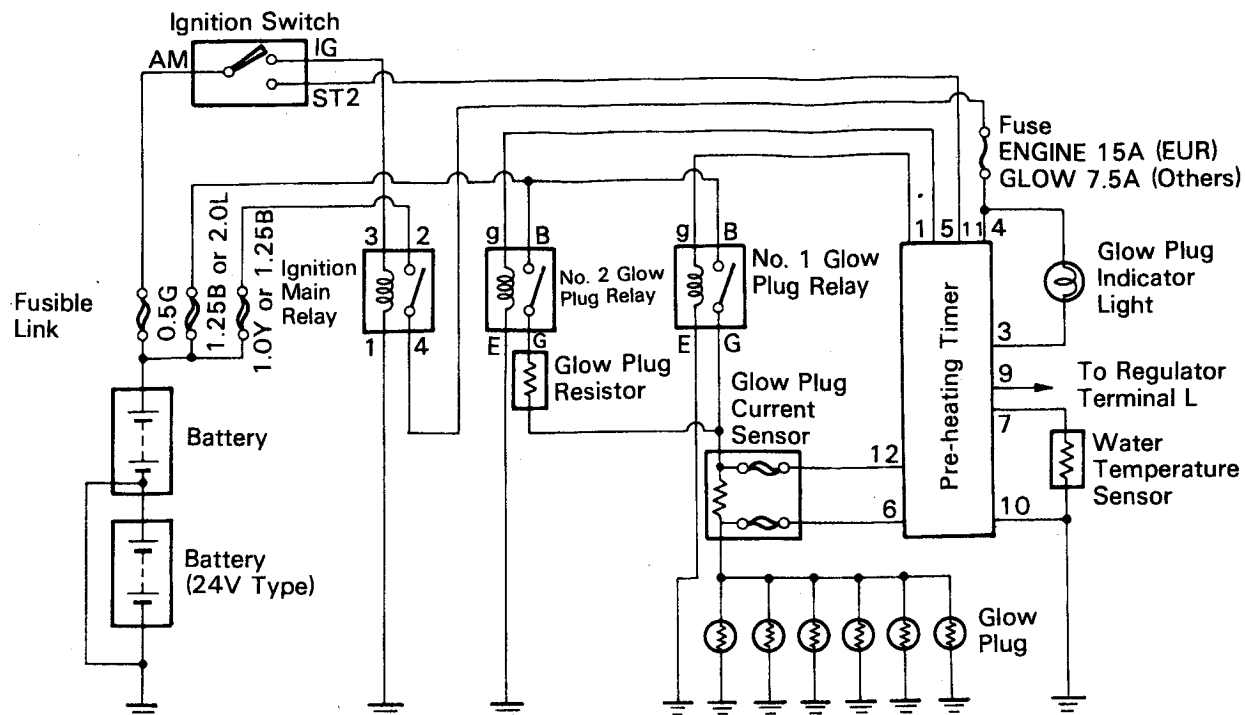 Ignition Switch
AM
IG
ST2
Fuse
ENGINE 15A (EUR)
GLOW 7.5A (Others)
Fusible
Link
0.5G
1.25B or 2.0L
1.0Y or 1.25B
3
2
Ignition
Main
Relay
1
4
g
B
No. 2 Glow
Plug Relay
E
G
Glow Plug
Resistor
g
B
No. 1 Glow
Plug Relay
E
G
Glow Plug
Current
Sensor
1
5
11
4
Pre-heating Timer
12
6
3
9
7
10
Glow Plug
Indicator
Light
To Regulator
Terminal L
Water
Temperature
Sensor
Battery
Battery
(24V Type)
Glow
Plug